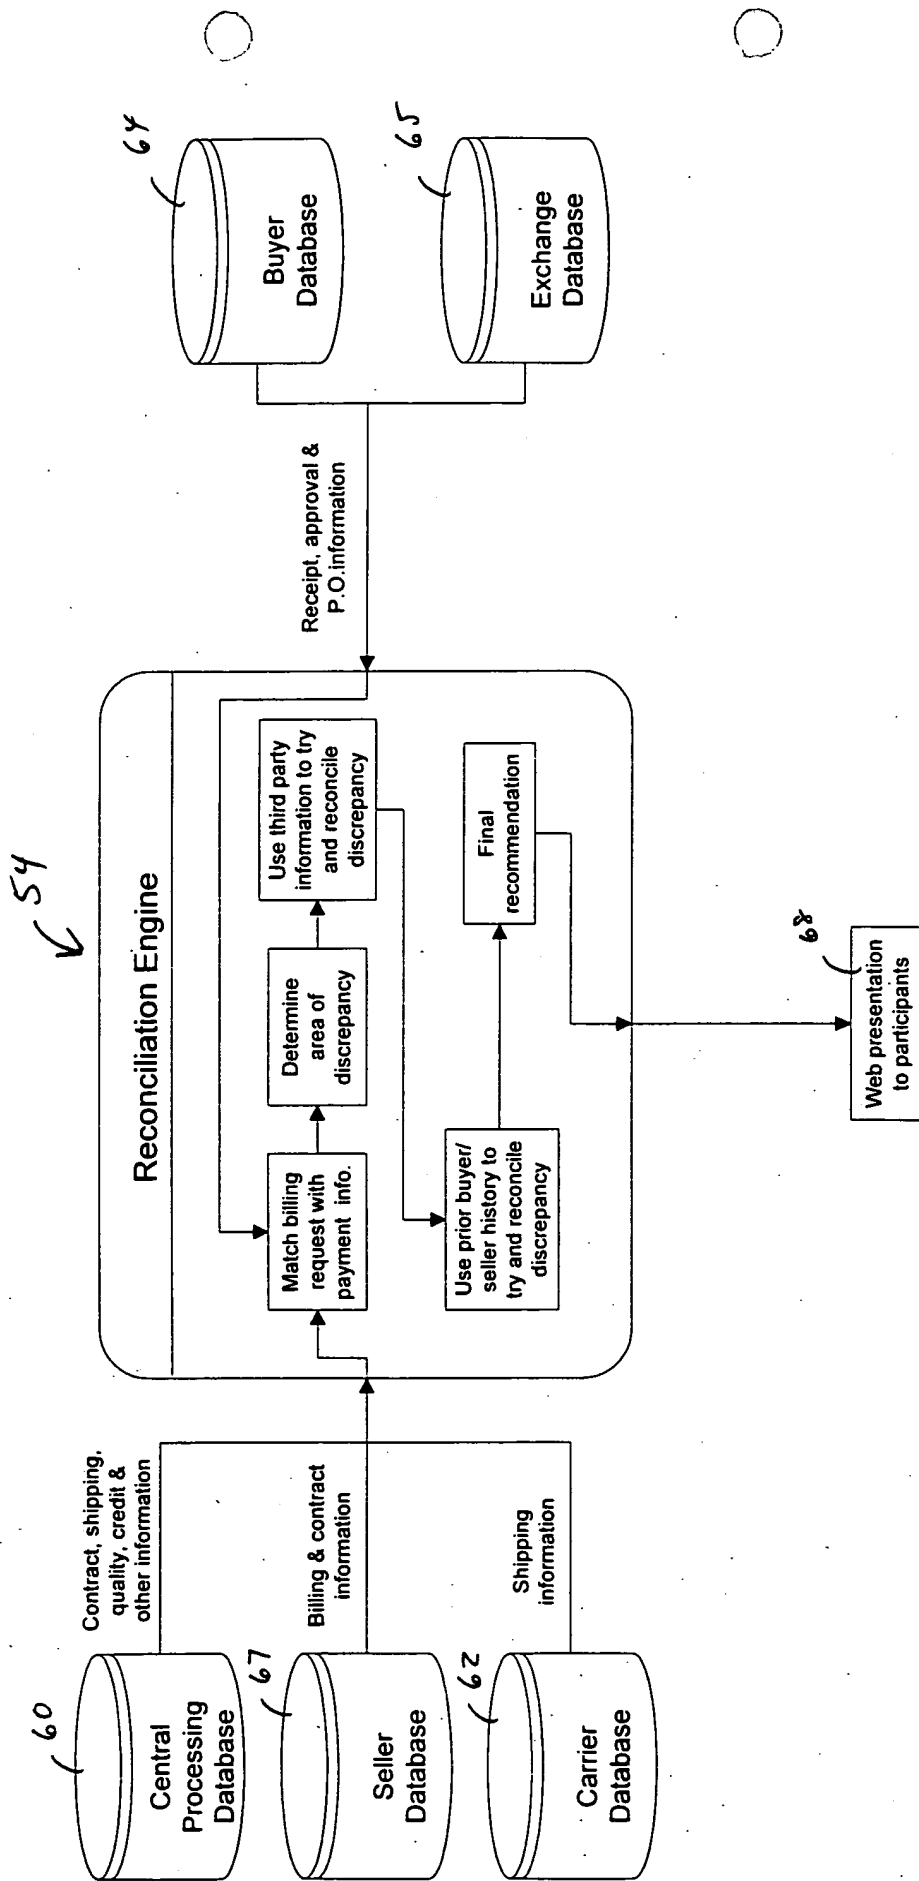 54
Reconciliation Engine
60
Central
Processing
Database
Contract, shipping,
quality, credit &
other information
67
Seller
Database
Billing & contract
information
62
Carrier
Database
Shipping
information
Match billing
request with
payment info.
Determine
area of
discrepancy
Use third party
information to try
and reconcile
discrepancy
Use prior buyer/
seller history to
try and reconcile
discrepancy
Final
recommendation
Receipt, approval &
P.O.information
64
Buyer
Database
65
Exchange
Database
68
Web presentation
to participants